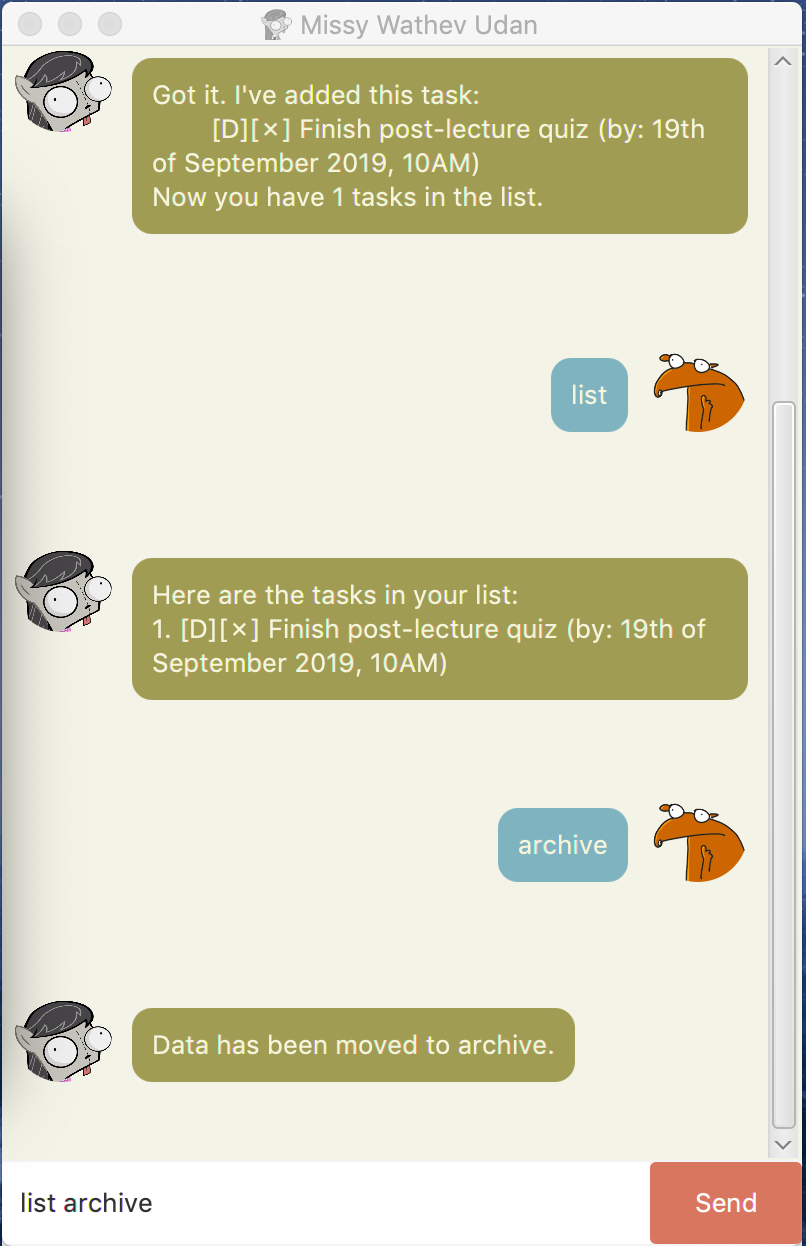 Missy Wathev Udan
Got it. I've added this task:
[D][×] Finish post-lecture quiz (by: 19th
of September 2019, 10AM)
Now you have 1 tasks in the list.
list
Here are the tasks in your list:
1. [D][×] Finish post-lecture quiz (by: 19th of
September 2019, 10AM)
archive
Data has been moved to archive.
list archive
Send